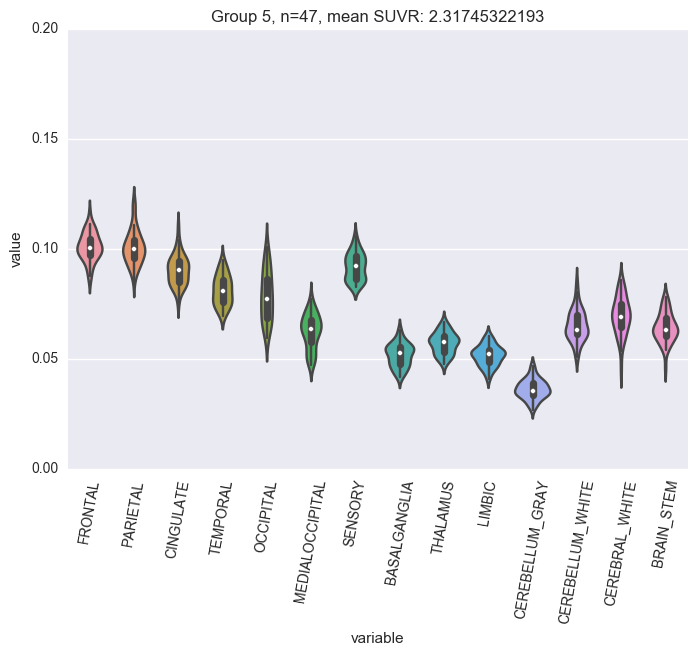 Group 5, n=47, mean SUVR: 2.31745322193
0.20
0.15
0.10
0.05
0.00
value
FRONTAL
PARIETAL
CINGULATE
TEMPORAL
OCCIPITAL
MEDIALOCCIPITAL
SENSORY
BASALGANGLIA
THALAMUS
LIMBIC
CEREBELLUM_GRAY
CEREBELLUM_WHITE
CEREBRAL_WHITE
BRAIN_STEM
variable